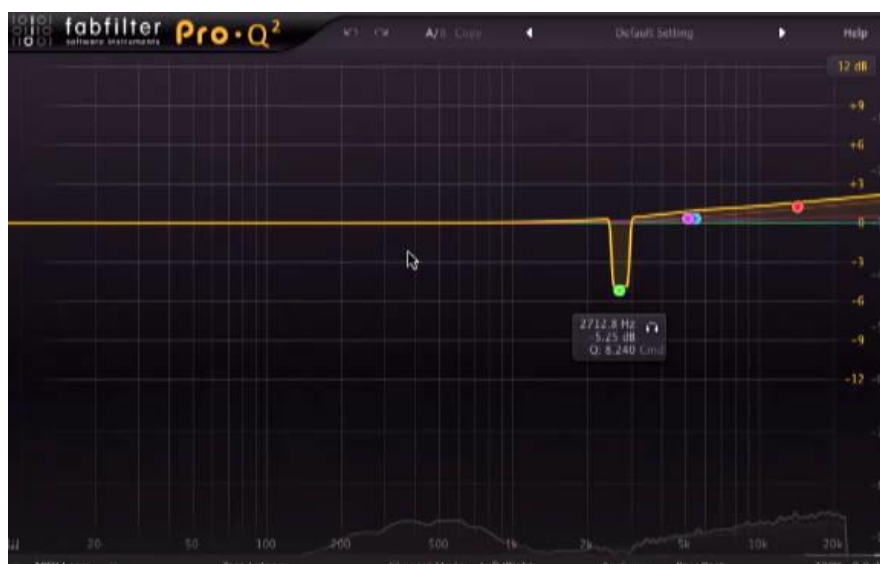 fabfilter Pro·Q² A/B Copy Default Setting Help
software instruments
12 dB
+9
+6
+3
0
-3
-6
2712.8 Hz
-5.25 dB
Q: 8.240 Cmd
-9
-12
20 50 100 200 500 1k 2k 5k 10k 20k